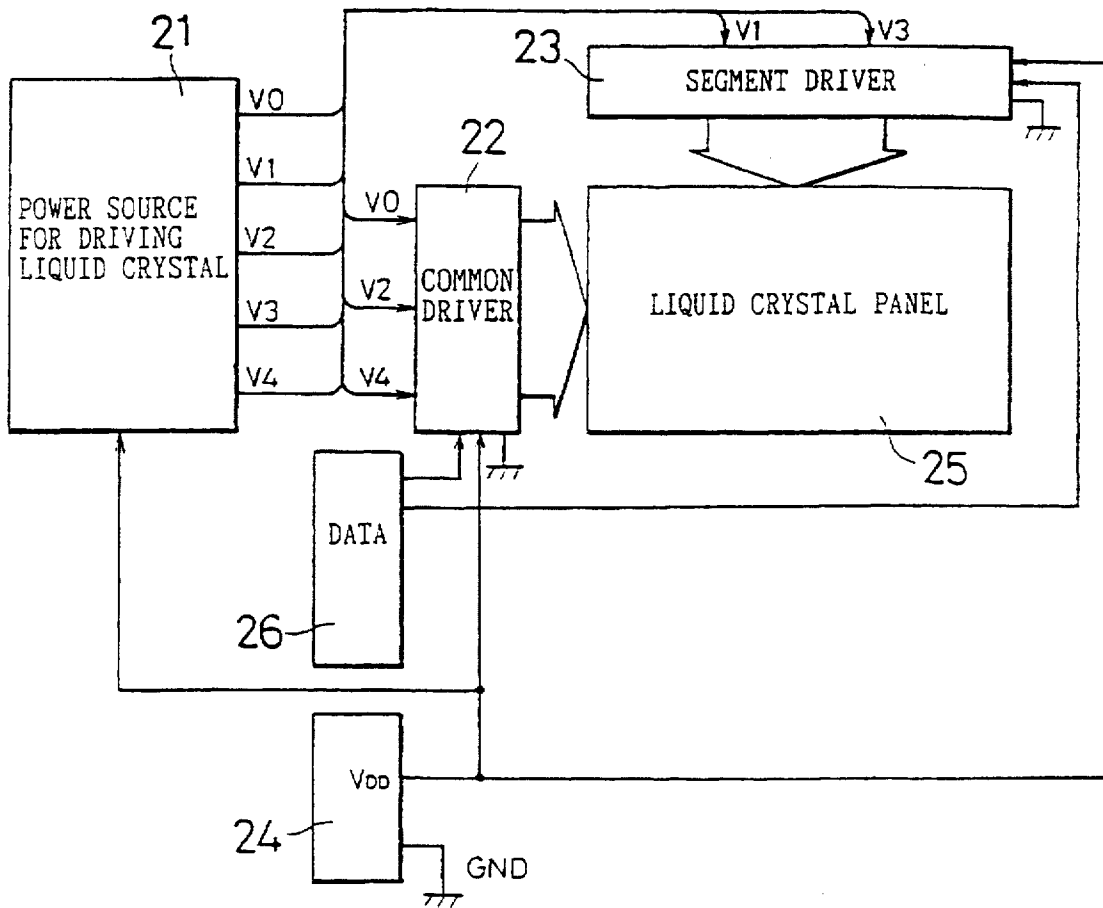 21
V1
V3
23
SEGMENT DRIVER
V0
22
V1
V0
POWER SOURCE
FOR DRIVING
LIQUID CRYSTAL
V2
V2
COMMON
DRIVER
LIQUID CRYSTAL PANEL
V3
V4
V4
25
DATA
26
VDD
24
GND